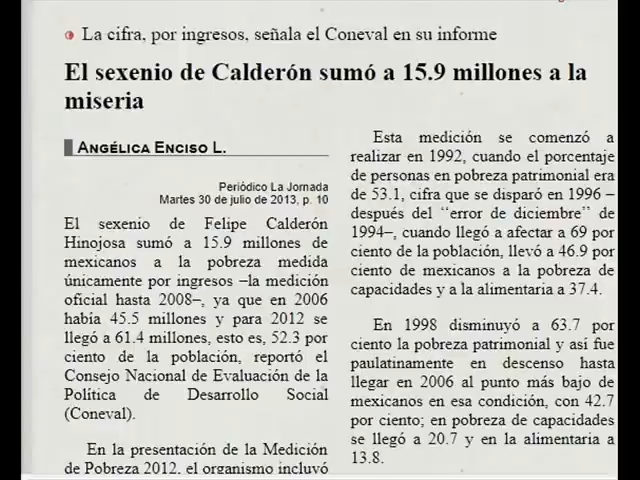 La cifra, por ingresos, señala el Coneval en su informe
El sexenio de Calderón sumó a 15.9 millones a la
miseria
ANGÉLICA ENCISO L.
Periódico La Jornada
Martes 30 de julio de 2013, p. 10
El sexenio de Felipe Calderón
Hinojosa sumó a 15.9 millones de
mexicanos a la pobreza medida
únicamente por ingresos –la medición
oficial hasta 2008–, ya que en 2006
había 45.5 millones y para 2012 se
llegó a 61.4 millones, esto es, 52.3 por
ciento de la población, reportó el
Consejo Nacional de Evaluación de la
Política de Desarrollo Social
(Coneval).
En la presentación de la Medición
de Pobreza 2012, el organismo incluyó
Esta medición se comenzó a
realizar en 1992, cuando el porcentaje
de personas en pobreza patrimonial era
de 53.1, cifra que se disparó en 1996 –
después del “error de diciembre” de
1994–, cuando llegó a afectar a 69 por
ciento de la población, llevó a 46.9 por
ciento de mexicanos a la pobreza de
capacidades y a la alimentaria a 37.4.
En 1998 disminuyó a 63.7 por
ciento la pobreza patrimonial y así fue
paulatinamente en descenso hasta
llegar en 2006 al punto más bajo de
mexicanos en esa condición, con 42.7
por ciento; en pobreza de capacidades
se llegó a 20.7 y en la alimentaria a
13.8.